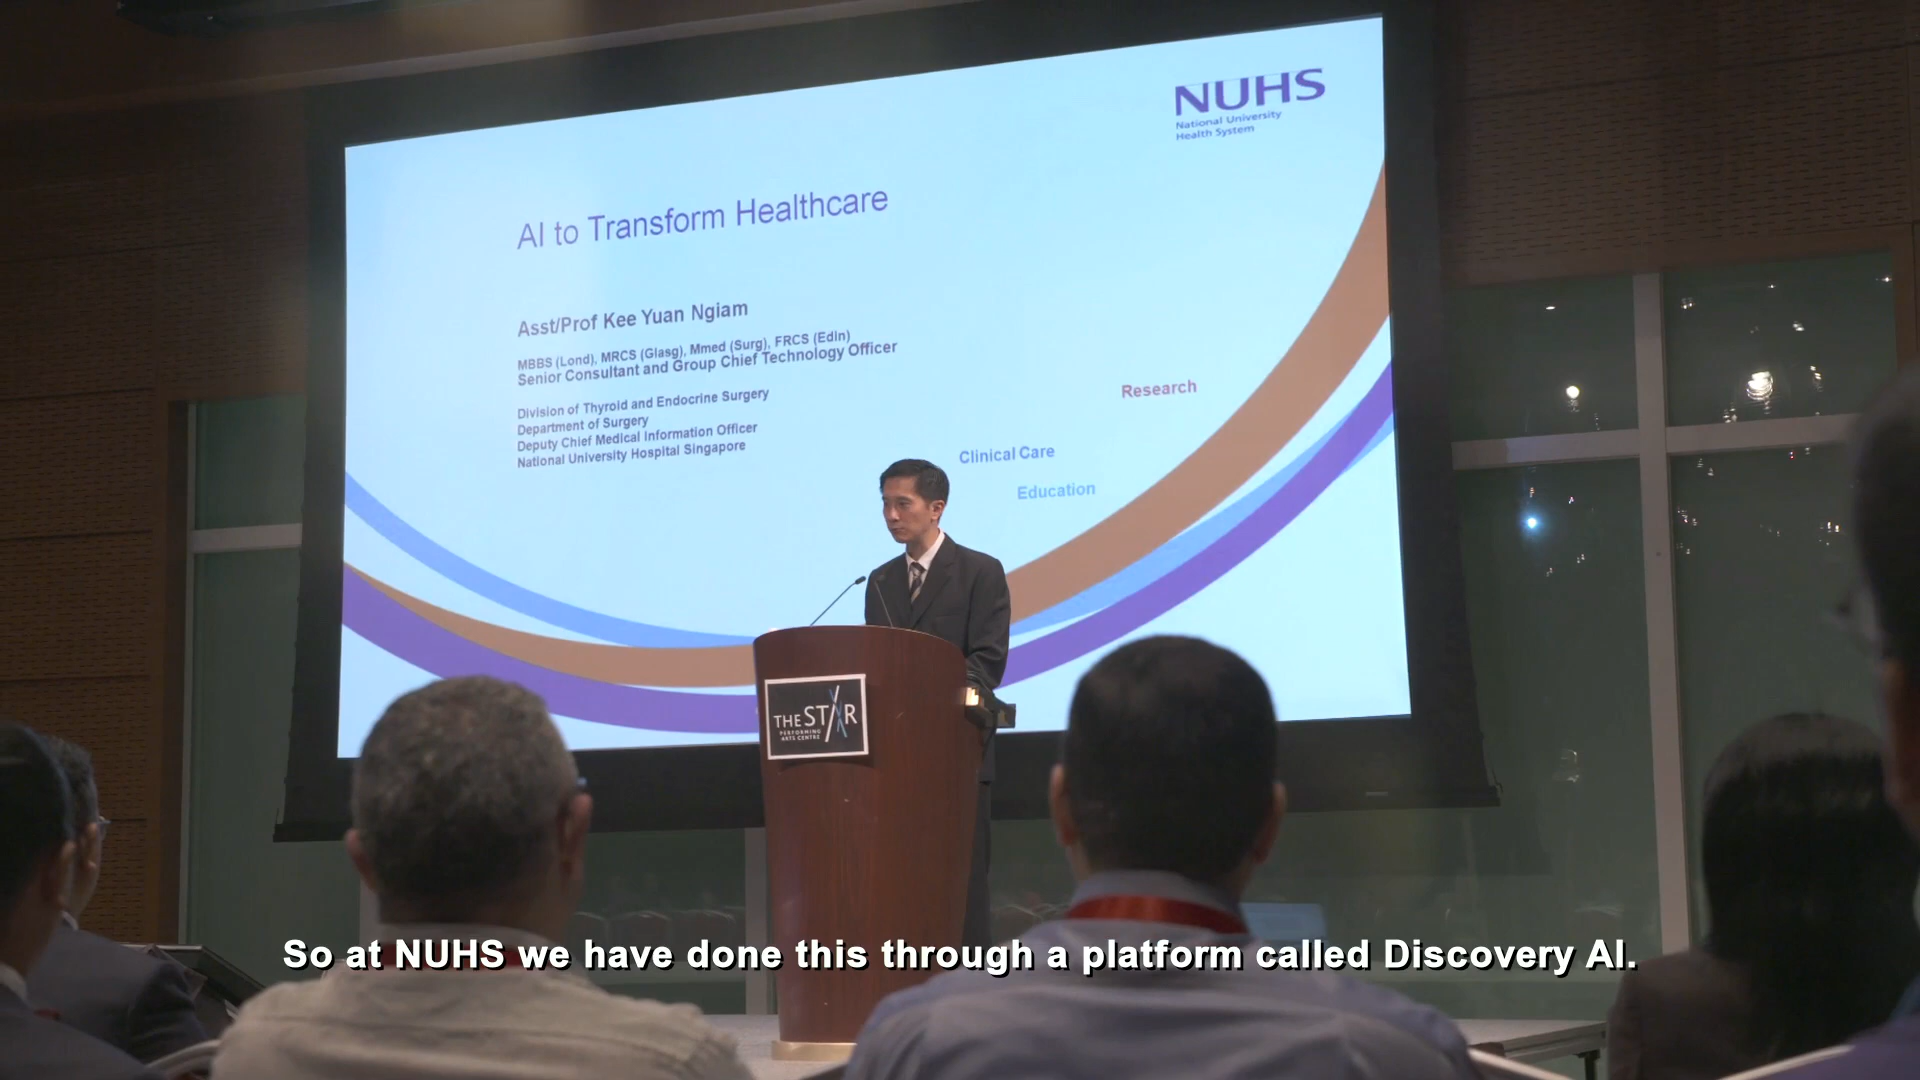 NUHS
National University
Health System
AI to Transform Healthcare
Asst/Prof Kee Yuan Ngiam
MBBS (Lond), MRCS (Glasg), Mmed (Surg), FRCS (Edin)
Senior Consultant and Group Chief Technology Officer
Division of Thyroid and Endocrine Surgery
Department of Surgery
Deputy Chief Medical Information Officer
National University Hospital Singapore
Research
Clinical Care
Education
THE STAR
PERFORMING
ARTS CENTRE
So at NUHS we have done this through a platform called Discovery AI.